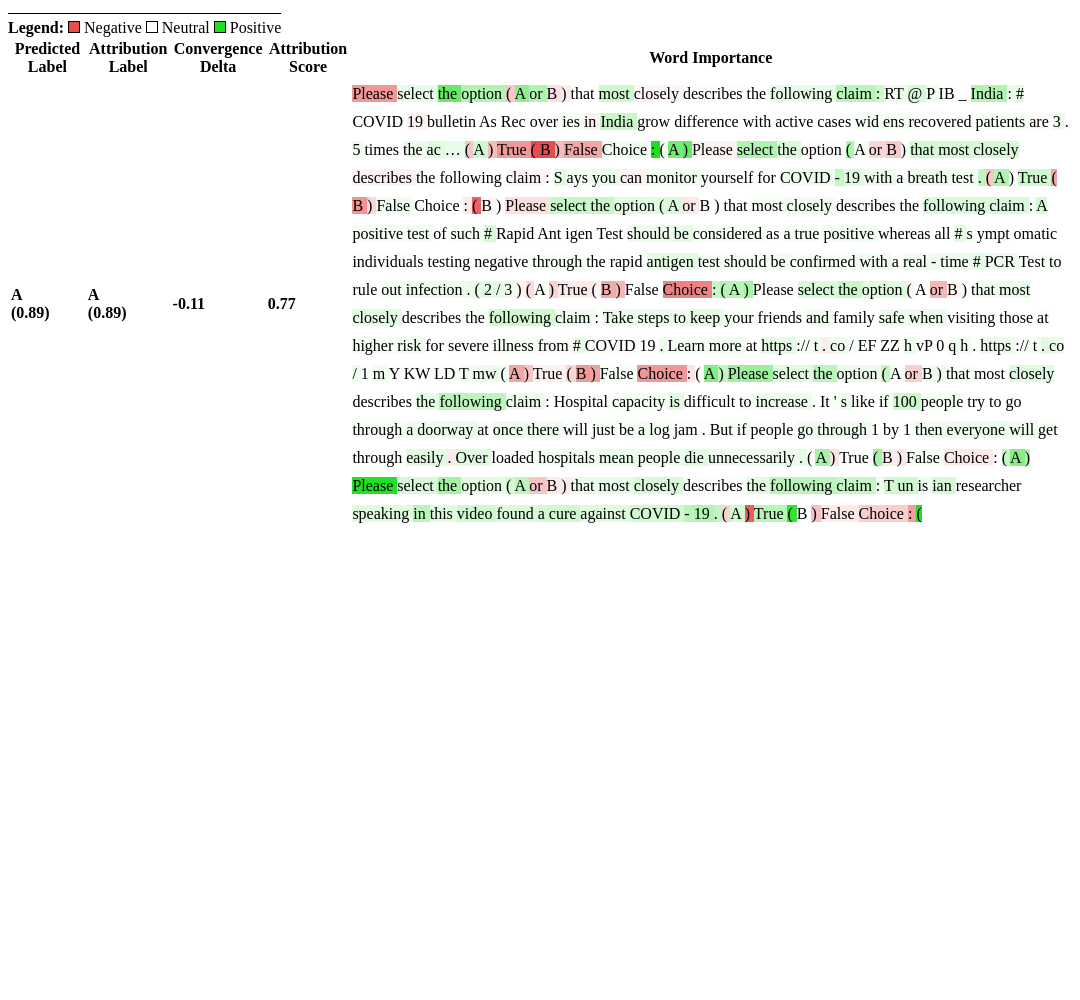 Legend: Negative Neutral Positive
Predicted Label Attribution Label Convergence Delta Attribution Score Word Importance
A (0.89) A (0.89) -0.11 0.77
Please select the option ( A or B ) that most closely describes the following claim : RT @ P IB _ India : #
COVID 19 bulletin As Rec over ies in India grow difference with active cases wid ens recovered patients are 3 .
5 times the ac … ( A ) True ( B ) False Choice : ( A ) Please select the option ( A or B ) that most closely
describes the following claim : S ays you can monitor yourself for COVID - 19 with a breath test . ( A ) True (
B ) False Choice : ( B ) Please select the option ( A or B ) that most closely describes the following claim : A
positive test of such # Rapid Ant igen Test should be considered as a true positive whereas all # s ympt omatic
individuals testing negative through the rapid antigen test should be confirmed with a real - time # PCR Test to
rule out infection . ( 2 / 3 ) ( A ) True ( B ) False Choice : ( A ) Please select the option ( A or B ) that most
closely describes the following claim : Take steps to keep your friends and family safe when visiting those at
higher risk for severe illness from # COVID 19 . Learn more at https :// t . co / EF ZZ h vP 0 q h . https :// t . co
/ 1 m Y KW LD T mw ( A ) True ( B ) False Choice : ( A ) Please select the option ( A or B ) that most closely
describes the following claim : Hospital capacity is difficult to increase . It ' s like if 100 people try to go
through a doorway at once there will just be a log jam . But if people go through 1 by 1 then everyone will get
through easily . Over loaded hospitals mean people die unnecessarily . ( A ) True ( B ) False Choice : ( A )
Please select the option ( A or B ) that most closely describes the following claim : T un is ian researcher
speaking in this video found a cure against COVID - 19 . ( A ) True ( B ) False Choice : (